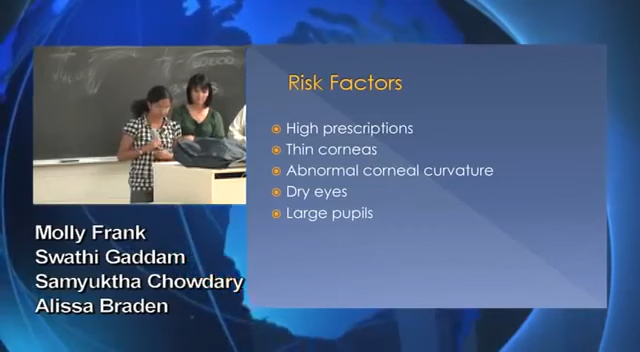 Risk Factors
High prescriptions
Thin corneas
Abnormal corneal curvature
Dry eyes
Large pupils
Molly Frank
Swathi Gaddam
Samyuktha Chowdary
Alissa Braden